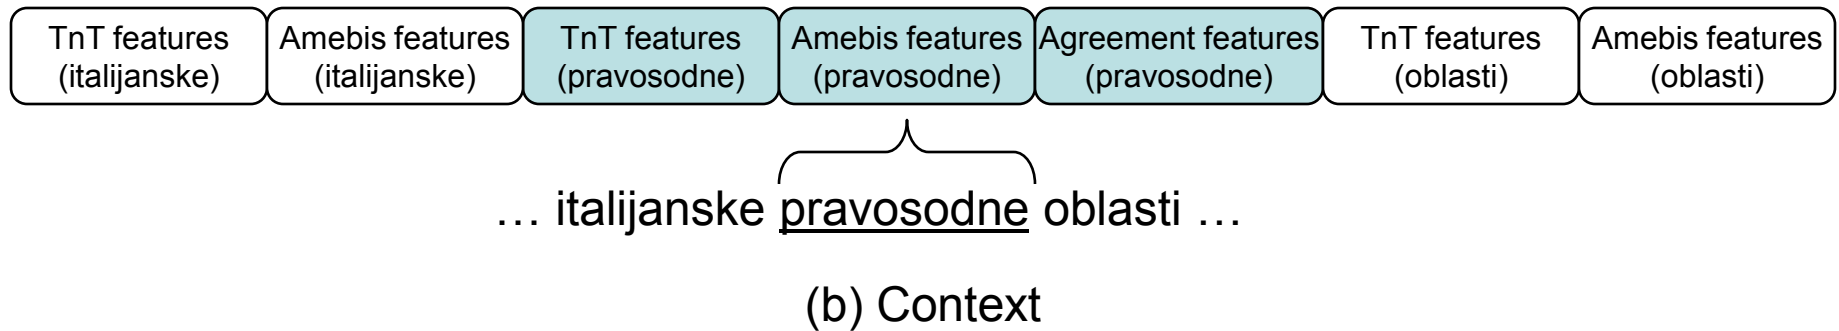 TnT features
(italijanske)
Amebis features
(italijanske)
TnT features
(pravosodne)
Amebis features
(pravosodne)
Agreement features
(pravosodne)
TnT features
(oblasti)
Amebis features
(oblasti)
… italijanske pravosodne oblasti …
(b) Context